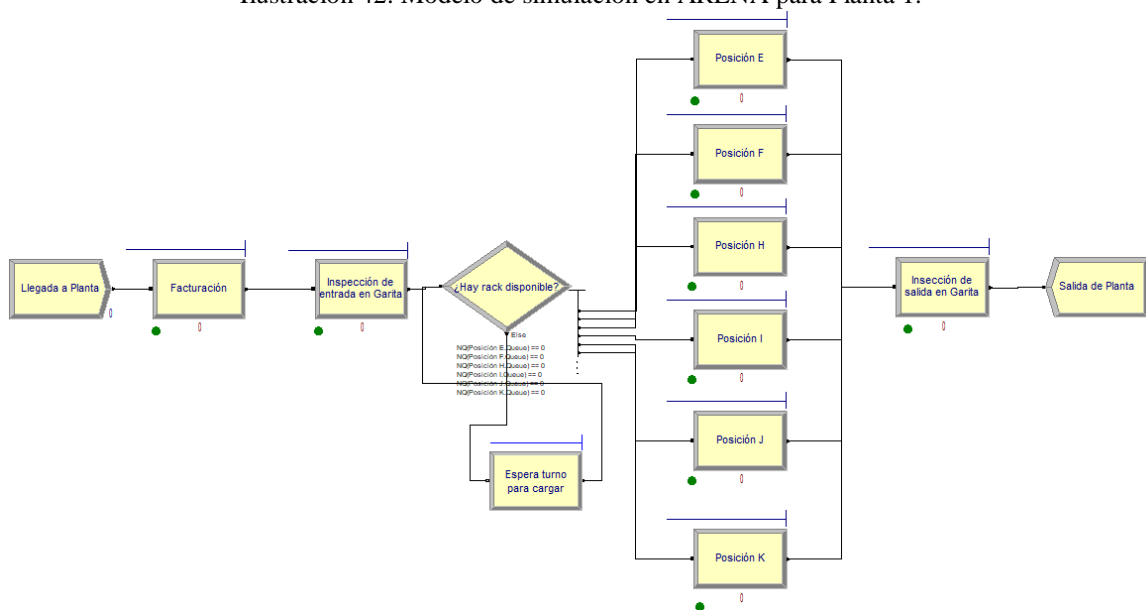 Ilustración 42: Modelo de simulación en ARENA para Planta 1.
Posición E
0
Posición F
0
Posición H
0
Llegada a Planta
0
Facturación
0
Inspección de
entrada en Garita
0
¿Hay rack disponible?
Else
NQ(Posición E.Queue) == 0
NQ(Posición F.Queue) == 0
NQ(Posición H.Queue) == 0
NQ(Posición I.Queue) == 0
NQ(Posición J.Queue) == 0
NQ(Posición K.Queue) == 0
Posición I
0
Insección de
salida en Garita
0
Salida de Planta
Espera turno
para cargar
Posición J
0
Posición K
0